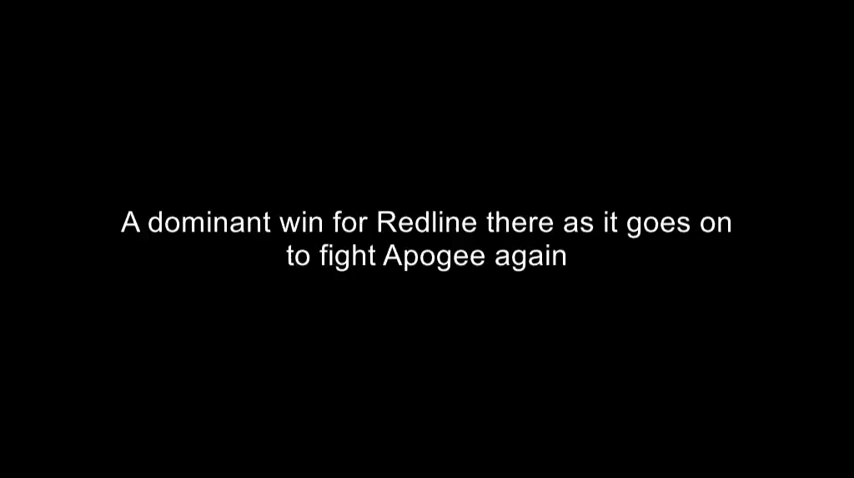 A dominant win for Redline there as it goes on
to fight Apogee again